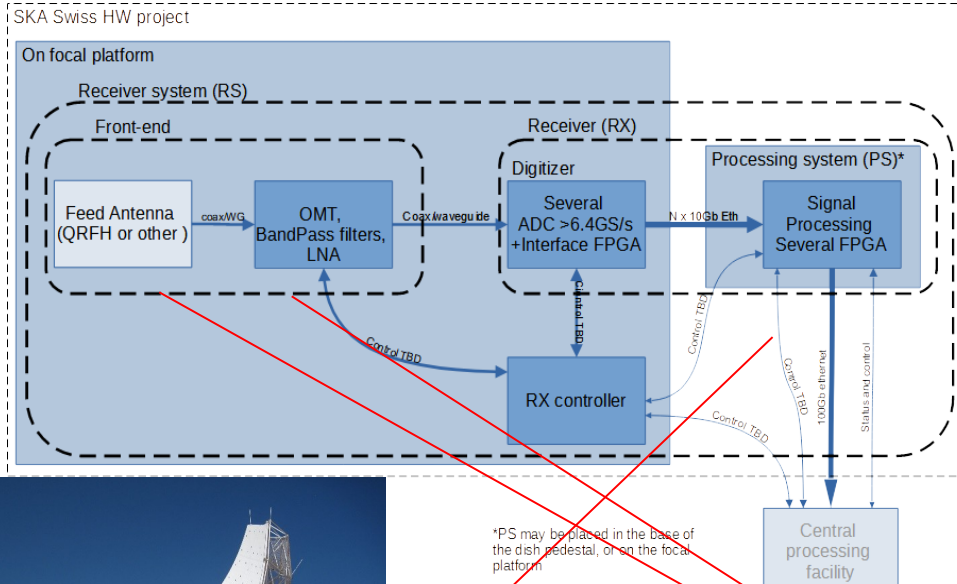 SKA Swiss HW project
On focal platform
Receiver system (RS)
Front-end
Receiver (RX)
Digitizer
Processing system (PS)*
Feed Antenna
(QRFH or other )
coax/WG
OMT,
BandPass filters,
LNA
Coax/waveguide
Several
ADC >6.4GS/s
+Interface FPGA
N x 10Gb Eth
Signal
Processing
Several FPGA
Control TBD
Control TBD
Control TBD
Control TBD
100Gb ethernet
Status and control
RX controller
Control TBD
*PS may be placed in the base of
the dish pedestal, or on the focal
platform
Central
processing
facility